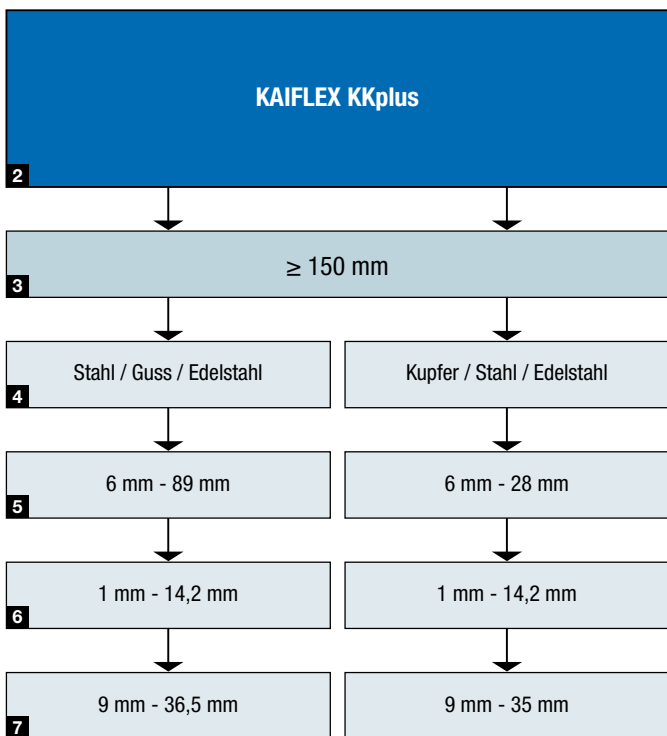 KAIFLEX KKplus
2
≥ 150 mm
3
Stahl / Guss / Edelstahl
Kupfer / Stahl / Edelstahl
4
6 mm - 89 mm
6 mm - 28 mm
5
1 mm - 14,2 mm
1 mm - 14,2 mm
6
9 mm - 36,5 mm
9 mm - 35 mm
7